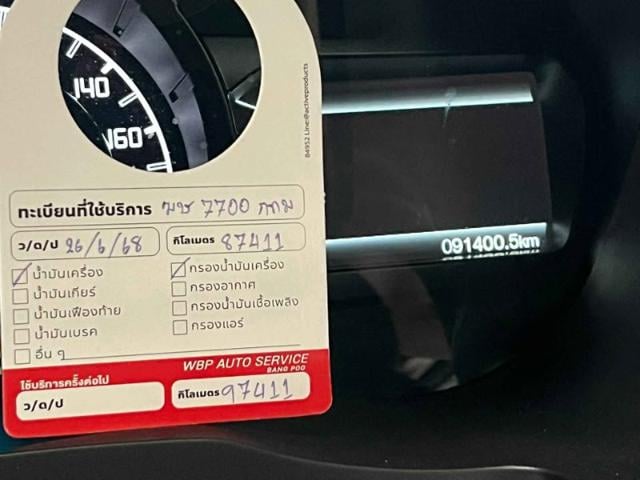 140
160
84952 Line:@activeproducts
ทะเบียนที่ใช้บริการ 7700
ว/ด/ป 26/6/68
กิโลเมตร 87411
น้ำมันเครื่อง
กรองน้ำมันเครื่อง
น้ำมันเกียร์
กรองอากาศ
น้ำมันเฟืองท้าย
กรองน้ำมันเชื้อเพลิง
น้ำมันเบรค
กรองแอร์
อื่น ๆ
WBP AUTO SERVICE
BANG POO
ใช้บริการครั้งต่อไป
ว/ด/ป
กิโลเมตร 97411
091400.5km